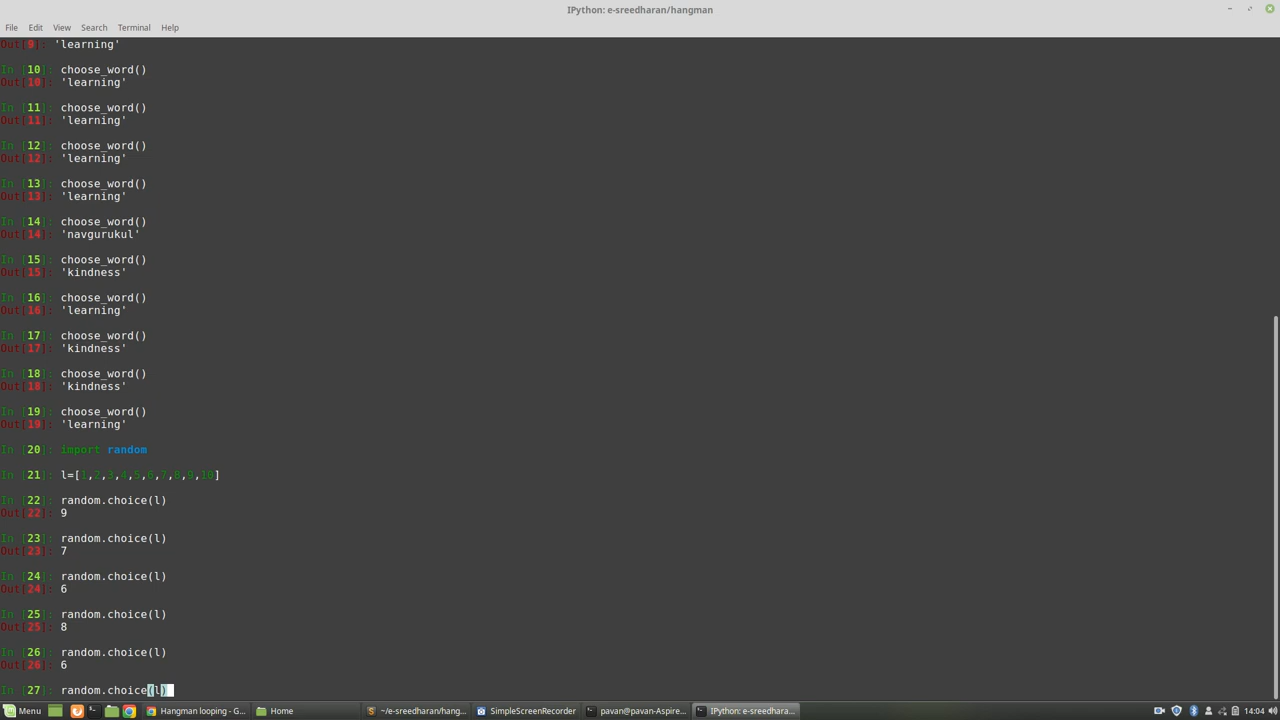 IPython: e-sreedharan/hangman
File Edit View Search Terminal Help
Out[9]: 'learning'
In [10]: choose_word()
Out[10]: 'learning'
In [11]: choose_word()
Out[11]: 'learning'
In [12]: choose_word()
Out[12]: 'learning'
In [13]: choose_word()
Out[13]: 'learning'
In [14]: choose_word()
Out[14]: 'navgurukul'
In [15]: choose_word()
Out[15]: 'kindness'
In [16]: choose_word()
Out[16]: 'learning'
In [17]: choose_word()
Out[17]: 'kindness'
In [18]: choose_word()
Out[18]: 'kindness'
In [19]: choose_word()
Out[19]: 'learning'
In [20]: import random
In [21]: l=[1,2,3,4,5,6,7,8,9,10]
In [22]: random.choice(l)
Out[22]: 9
In [23]: random.choice(l)
Out[23]: 7
In [24]: random.choice(l)
Out[24]: 6
In [25]: random.choice(l)
Out[25]: 8
In [26]: random.choice(l)
Out[26]: 6
In [27]: random.choice(l)
Menu Hangman looping - G... Home ~/e-sreedharan/hang... SimpleScreenRecorder pavan@pavan-Aspire... IPython: e-sreedhara... 14:04